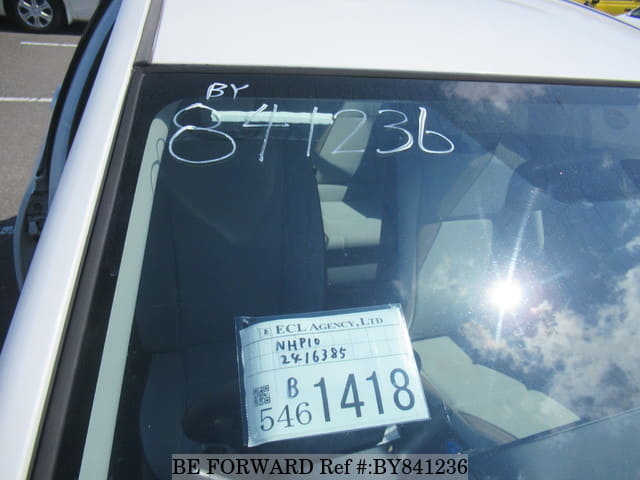 BY
841236
ECL AGENCY,LTD
NHP10
2416385
B
546 1418
BE FORWARD Ref #:BY841236